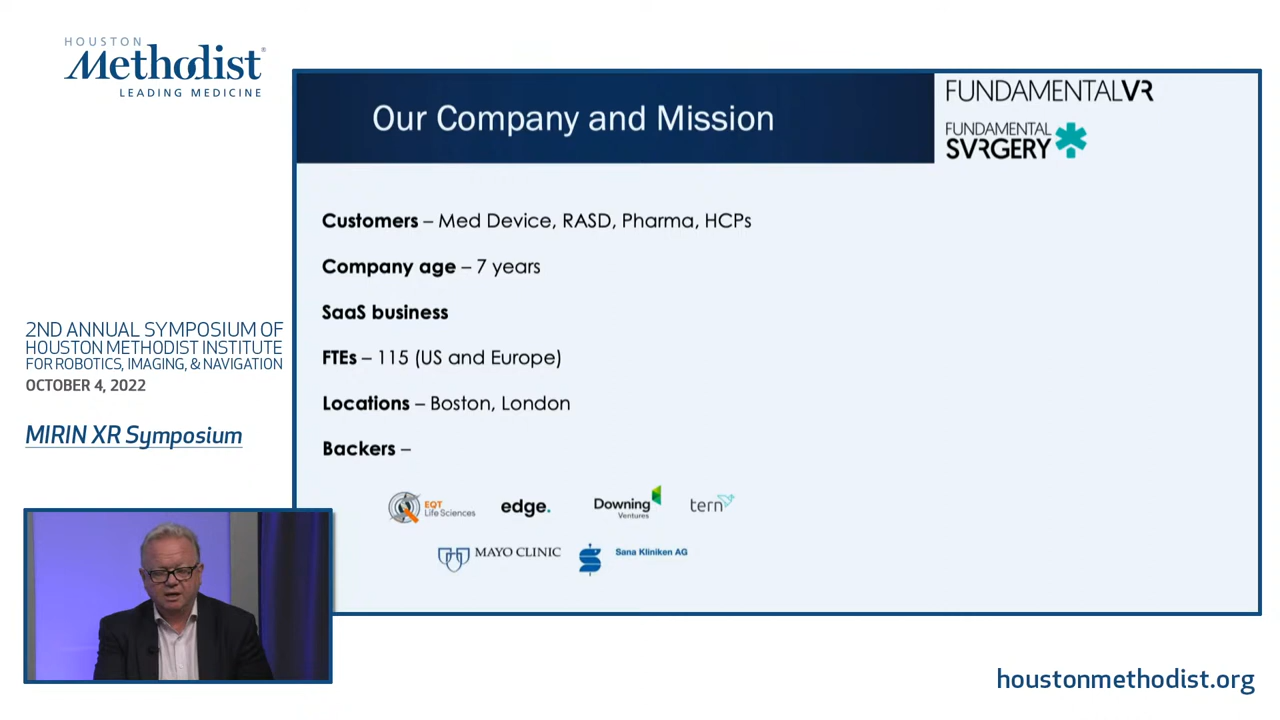 HOUSTON
Methodist®
LEADING MEDICINE
Our Company and Mission
FUNDAMENTALVR
FUNDAMENTAL
SVRGERY
Customers – Med Device, RASD, Pharma, HCPs
Company age – 7 years
SaaS business
FTEs – 115 (US and Europe)
Locations – Boston, London
Backers –
EQT
Life Sciences
edge.
Downing
Ventures
tern
MAYO CLINIC
Sana Kliniken AG
2ND ANNUAL SYMPOSIUM OF
HOUSTON METHODIST INSTITUTE
FOR ROBOTICS, IMAGING, & NAVIGATION
OCTOBER 4, 2022
MIRIN XR Symposium
houstonmethodist.org